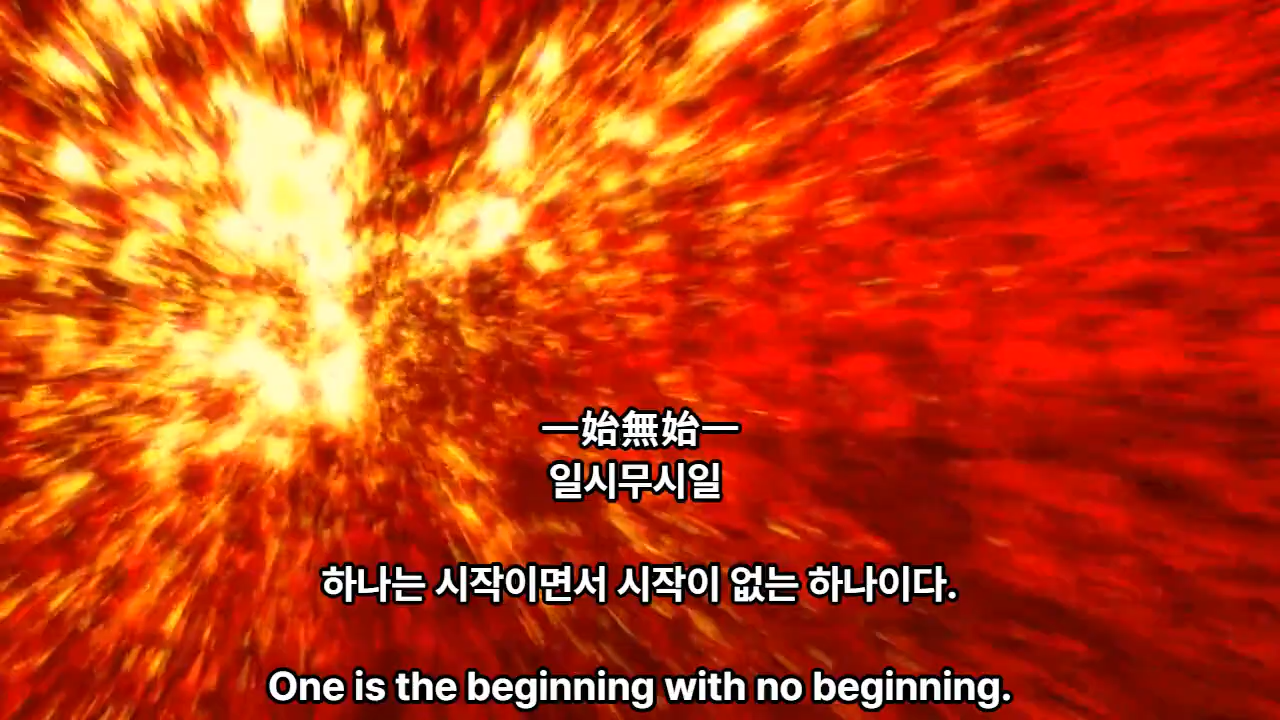 一始無始一
일시무시일
하나는 시작이면서 시작이 없는 하나이다.
One is the beginning with no beginning.